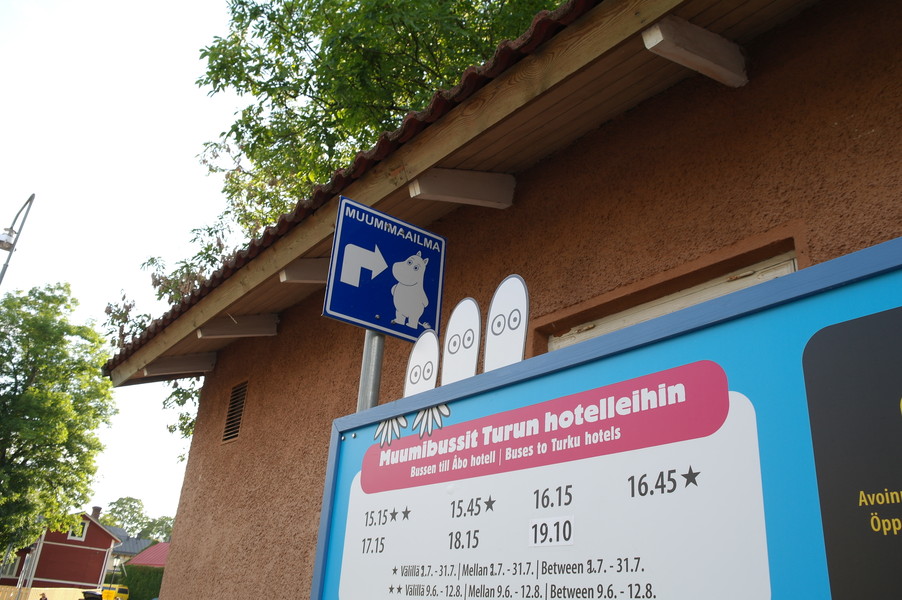 MUUMIMAAILMA
Muumibussit Turun hotelleihin
Bussen till Åbo hotell | Buses to Turku hotels
15.15★★ 15.45★ 16.15 16.45★
17.15 18.15 19.10
★ Välillä 1.7. - 31.7. | Mellan 1.7. - 31.7. | Between 1.7. - 31.7.
★★ Välillä 9.6. - 12.8. | Mellan 9.6. - 12.8. | Between 9.6. - 12.8.